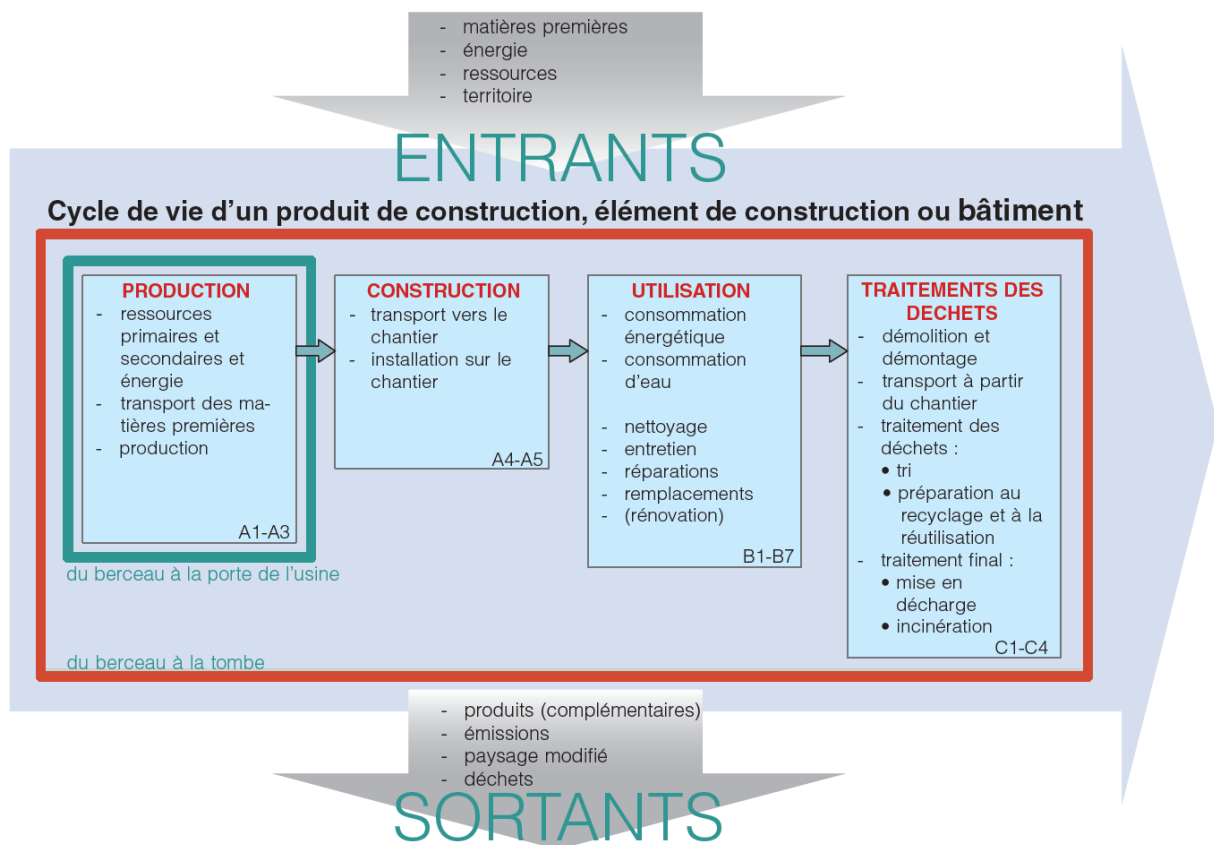 - matières premières
- énergie
- ressources
- territoire
ENTRANTS
Cycle de vie d'un produit de construction, élément de construction ou bâtiment
PRODUCTION
- ressources
primaires et
secondaires et
énergie
- transport des ma-
tières premières
- production
A1-A3
du berceau à la porte de l'usine
CONSTRUCTION
- transport vers le
chantier
- installation sur le
chantier
A4-A5
UTILISATION
- consommation
énergétique
- consommation
d'eau
- nettoyage
- entretien
- réparations
- remplacements
- (rénovation)
B1-B7
TRAITEMENTS DES
DECHETS
- démolition et
démontage
- transport à partir
du chantier
- traitement des
déchets :
• tri
• préparation au
recyclage et à la
réutilisation
- traitement final :
• mise en
décharge
• incinération
C1-C4
du berceau à la tombe
- produits (complémentaires)
- émissions
- paysage modifié
- déchets
SORTANTS